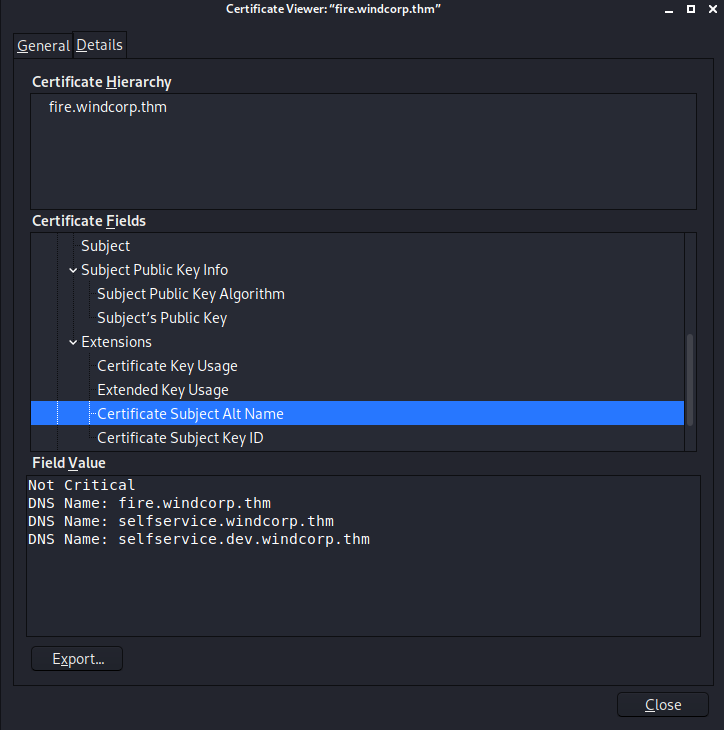 Certificate Viewer: “fire.windcorp.thm”
General Details
Certificate Hierarchy
fire.windcorp.thm
Certificate Fields
Subject
Subject Public Key Info
Subject Public Key Algorithm
Subject’s Public Key
Extensions
Certificate Key Usage
Extended Key Usage
Certificate Subject Alt Name
Certificate Subject Key ID
Field Value
Not Critical
DNS Name: fire.windcorp.thm
DNS Name: selfservice.windcorp.thm
DNS Name: selfservice.dev.windcorp.thm
Export...
Close